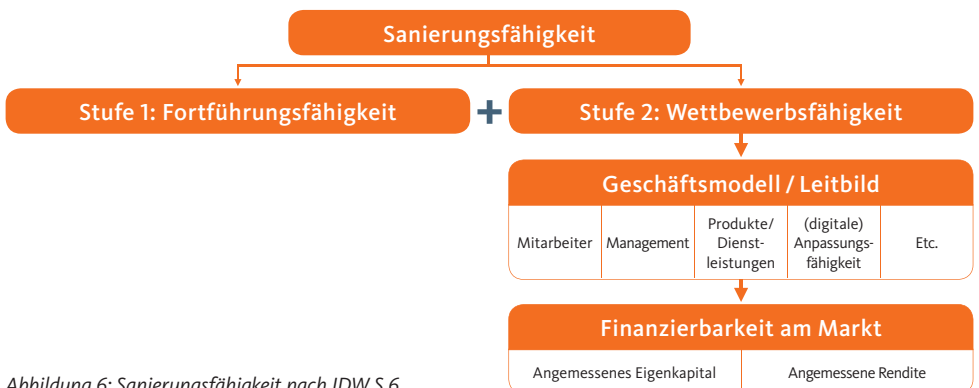 Sanierungsfähigkeit
Stufe 1: Fortführungsfähigkeit
+
Stufe 2: Wettbewerbsfähigkeit
Geschäftsmodell / Leitbild
Mitarbeiter
Management
Produkte/
Dienst-
leistungen
(digitale)
Anpassungs-
fähigkeit
Etc.
Finanzierbarkeit am Markt
Angemessenes Eigenkapital
Angemessene Rendite
Abbildung 6: Sanierungsfähigkeit nach IDW S 6